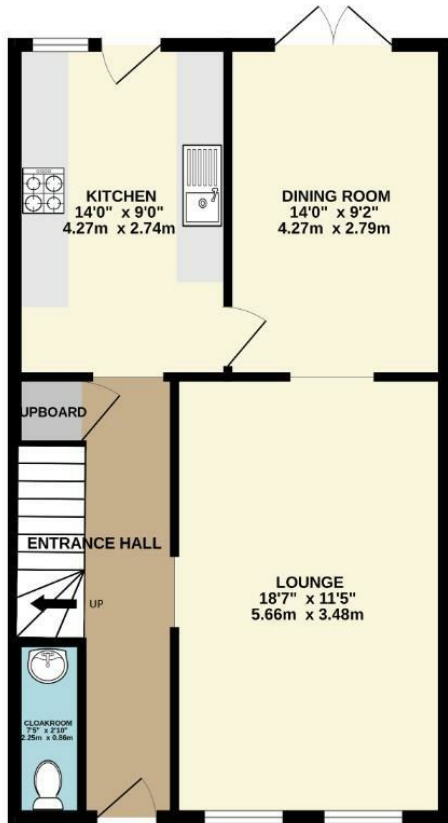 KITCHEN
14'0" x 9'0"
4.27m x 2.74m
DINING ROOM
14'0" x 9'2"
4.27m x 2.79m
UPBOARD
ENTRANCE HALL
UP
LOUNGE
18'7" x 11'5"
5.66m x 3.48m
CLOAKROOM
7'5" x 2'10"
2.25m x 0.86m